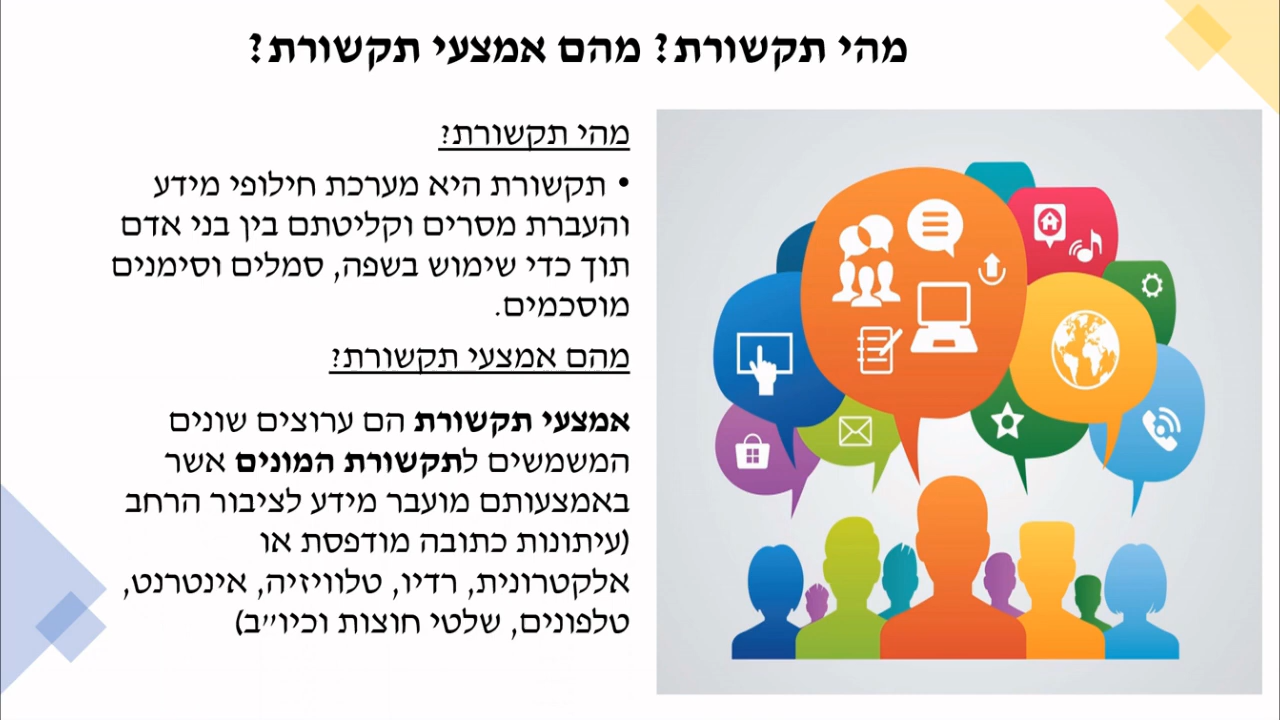 מהי תקשורת? מהם אמצעי תקשורת?
מהי תקשורת?
• תקשורת היא מערכת חילופי מידע
והעברת מסרים וקליטתם בין בני אדם
תוך כדי שימוש בשפה, סמלים וסימנים
מוסכמים.
מהם אמצעי תקשורת?
אמצעי תקשורת הם ערוצים שונים
המשמשים לתקשורת המונים אשר
באמצעותם מועבר מידע לציבור הרחב
(עיתונות כתובה מודפסת או
אלקטרונית, רדיו, טלוויזיה, אינטרנט,
טלפונים, שלטי חוצות וכיו״ב)